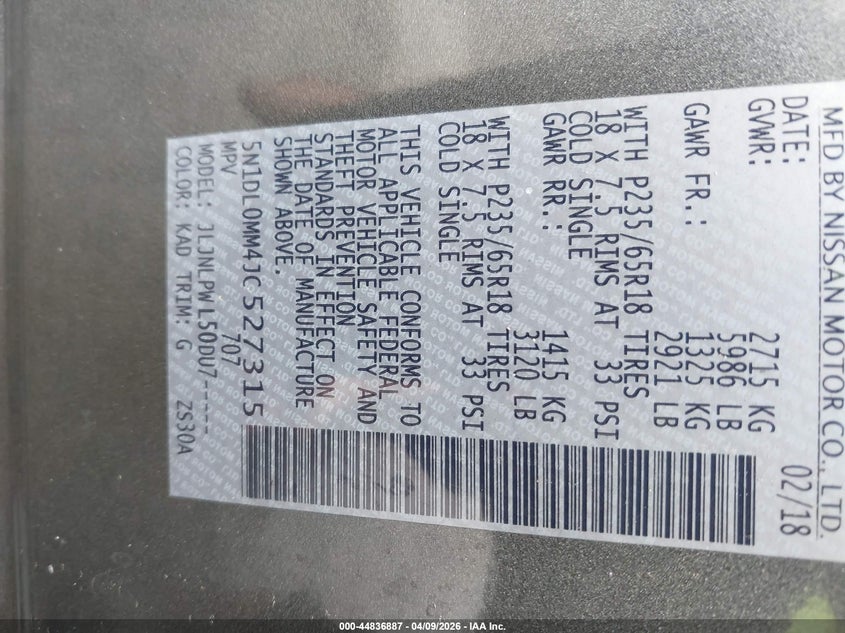 MFD BY NISSAN MOTOR CO., LTD.
DATE: 02/18
GVWR: 2715 KG
5986 LB
GAWR FR.: 1325 KG
2921 LB
WITH P235/65R18 TIRES
18 X 7.5 RIMS AT 33 PSI
COLD SINGLE
GAWR RR.: 1415 KG
3120 LB
WITH P235/65R18 TIRES
18 X 7.5 RIMS AT 33 PSI
COLD SINGLE
THIS VEHICLE CONFORMS TO
ALL APPLICABLE FEDERAL
MOTOR VEHICLE SAFETY AND
THEFT PREVENTION
STANDARDS IN EFFECT ON
THE DATE OF MANUFACTURE
SHOWN ABOVE.
5N1DL0MM4JC527315
MPV 707
MODEL: JLJNLPWL50DU7-----
COLOR: KAD TRIM: G ZS30A
000-44836887 - 04/09/2026 - IAA Inc.